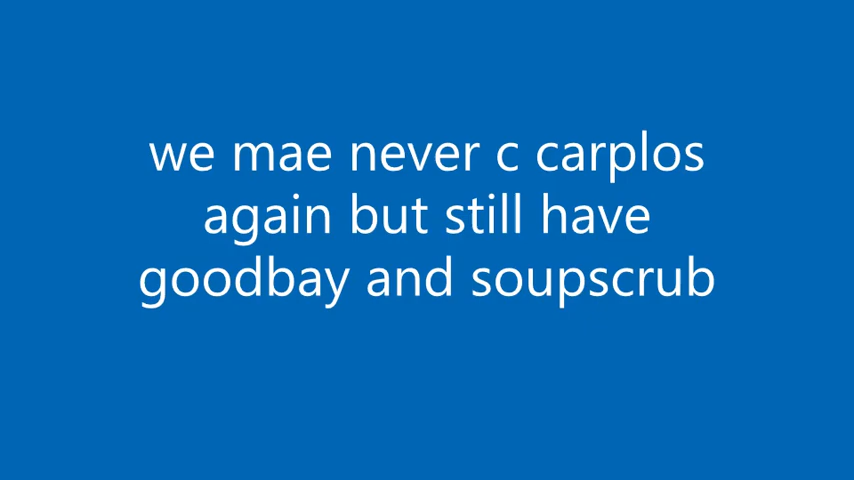 we mae never c carplos
again but still have
goodbay and soupscrub